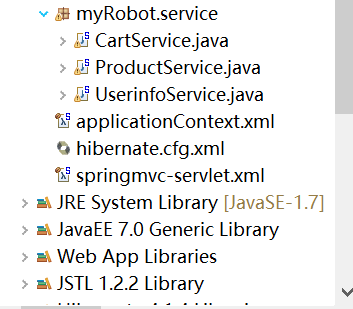 myRobot.service
CartService.java
ProductService.java
UserinfoService.java
applicationContext.xml
hibernate.cfg.xml
springmvc-servlet.xml
JRE System Library [JavaSE-1.7]
JavaEE 7.0 Generic Library
Web App Libraries
JSTL 1.2.2 Library